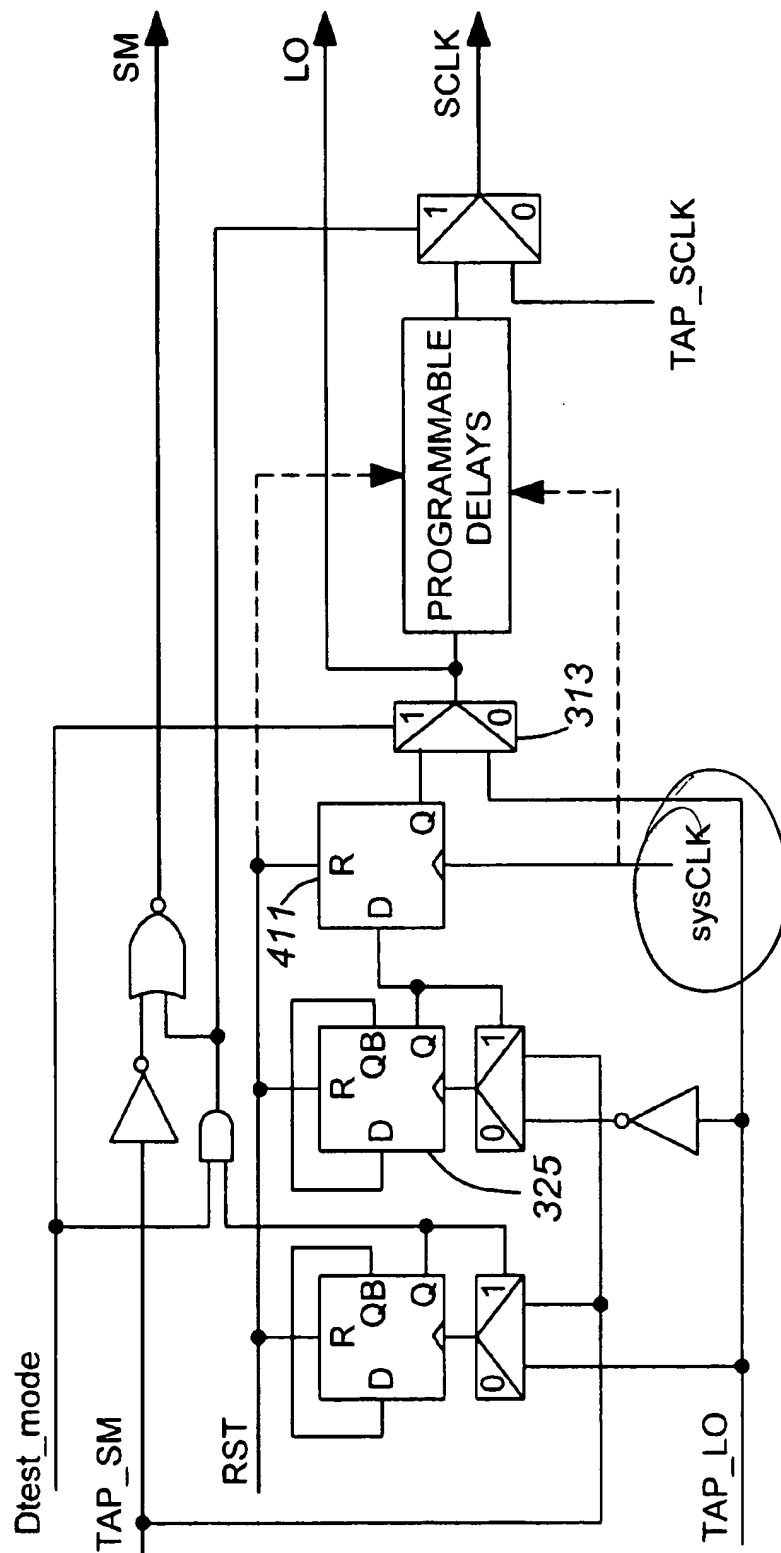 Dtest_mode
TAP_SM
RST
TAP_LO
D
R
QB
Q
0
1
D
R
QB
Q
0
1
325
411
D
R
Q
sysCLK
1
0
313
PROGRAMMABLE
DELAYS
1
0
TAP_SCLK
SM
LO
SCLK